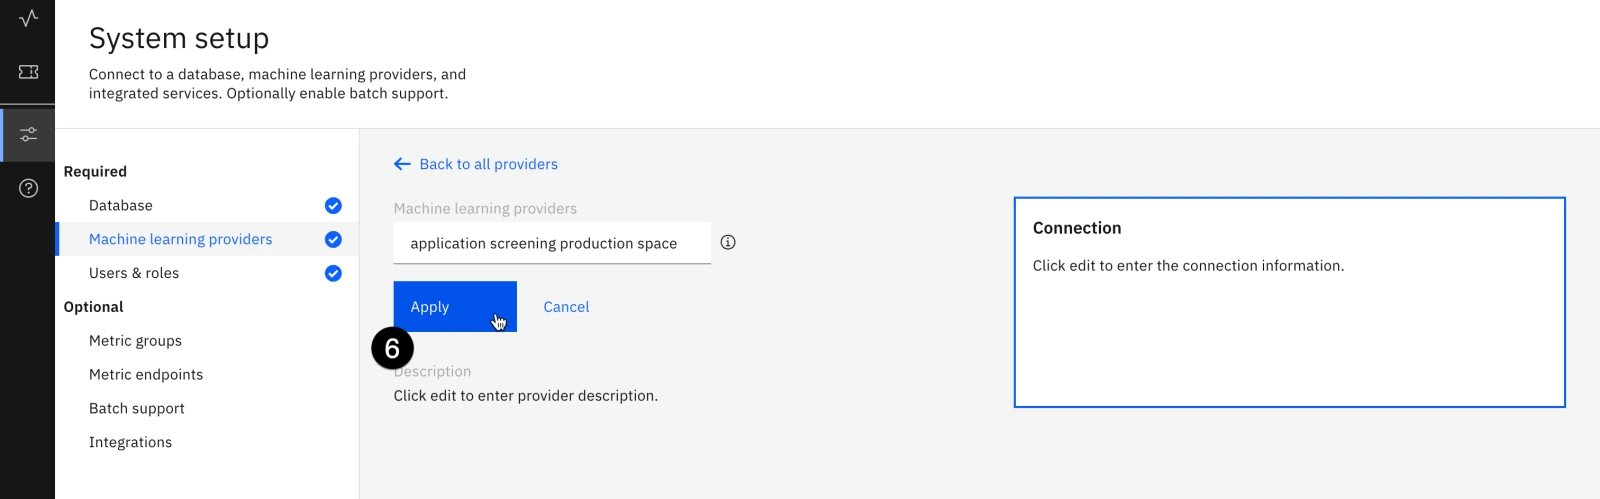 System setup
Connect to a database, machine learning providers, and
integrated services. Optionally enable batch support.
Required
Database
Machine learning providers
Users & roles
Optional
Metric groups
Metric endpoints
Batch support
Integrations
Back to all providers
Machine learning providers
application screening production space
Apply
Cancel
6
Description
Click edit to enter provider description.
Connection
Click edit to enter the connection information.